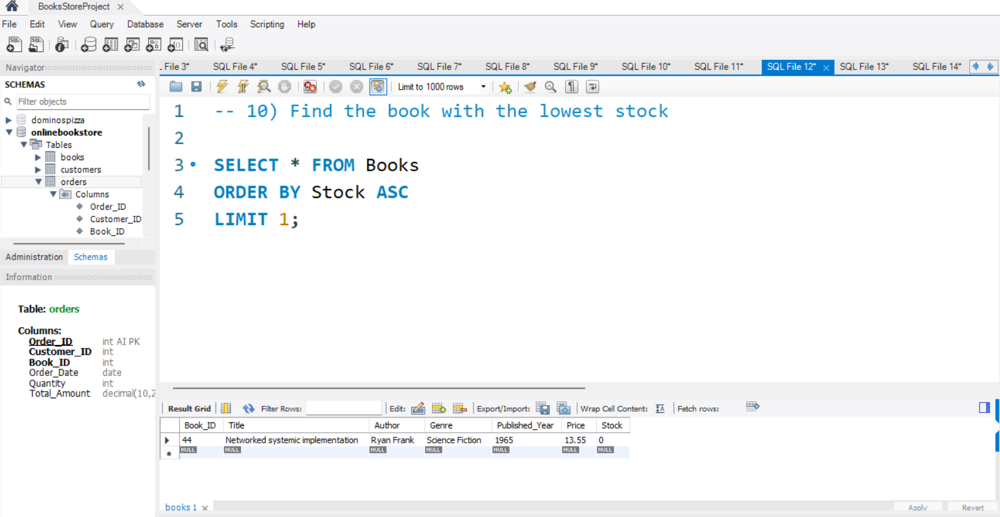 BooksStoreProject
File Edit View Query Database Server Tools Scripting Help
Navigator
SCHEMAS
Filter objects
dominospizza
onlinebookstore
Tables
books
customers
orders
Columns
Order_ID
Customer_ID
Book_ID
Administration Schemas
Information
Table: orders
Columns:
Order_ID int AI PK
Customer_ID int
Book_ID int
Order_Date date
Quantity int
Total_Amount decimal(10,2
File 3* SQL File 4* SQL File 5* SQL File 6* SQL File 7* SQL File 8* SQL File 9* SQL File 10* SQL File 11* SQL File 12* SQL File 13* SQL File 14*
Limit to 1000 rows
1 -- 10) Find the book with the lowest stock
2
3 SELECT * FROM Books
4 ORDER BY Stock ASC
5 LIMIT 1;
Result Grid Filter Rows: Edit: Export/Import: Wrap Cell Content: Fetch rows:
Book_ID Title Author Genre Published_Year Price Stock
44 Networked systemic implementation Ryan Frank Science Fiction 1965 13.55 0
NULL NULL NULL NULL NULL NULL NULL
books 1
Apply Revert